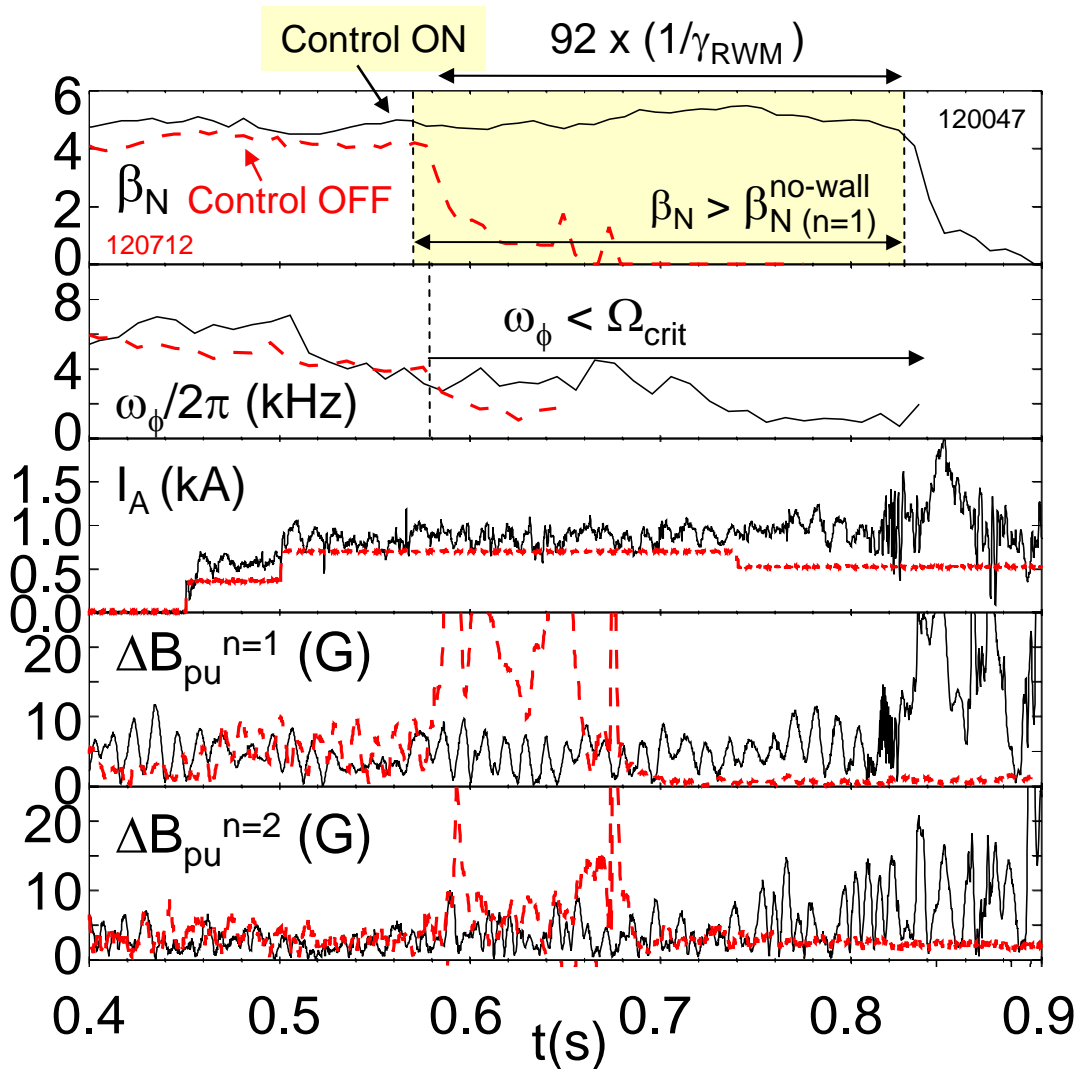 Control ON
92 x (1/γRWM)
6
4
2
0
120047
βN
Control OFF
120712
βN > βN no-wall (n=1)
8
4
0
ωϕ < Ωcrit
ωϕ/2π (kHz)
1.5
1.0
0.5
0.0
IA (kA)
20
10
0
ΔBpu n=1 (G)
20
10
0
ΔBpu n=2 (G)
0.4 0.5 0.6 0.7 0.8 0.9
t(s)